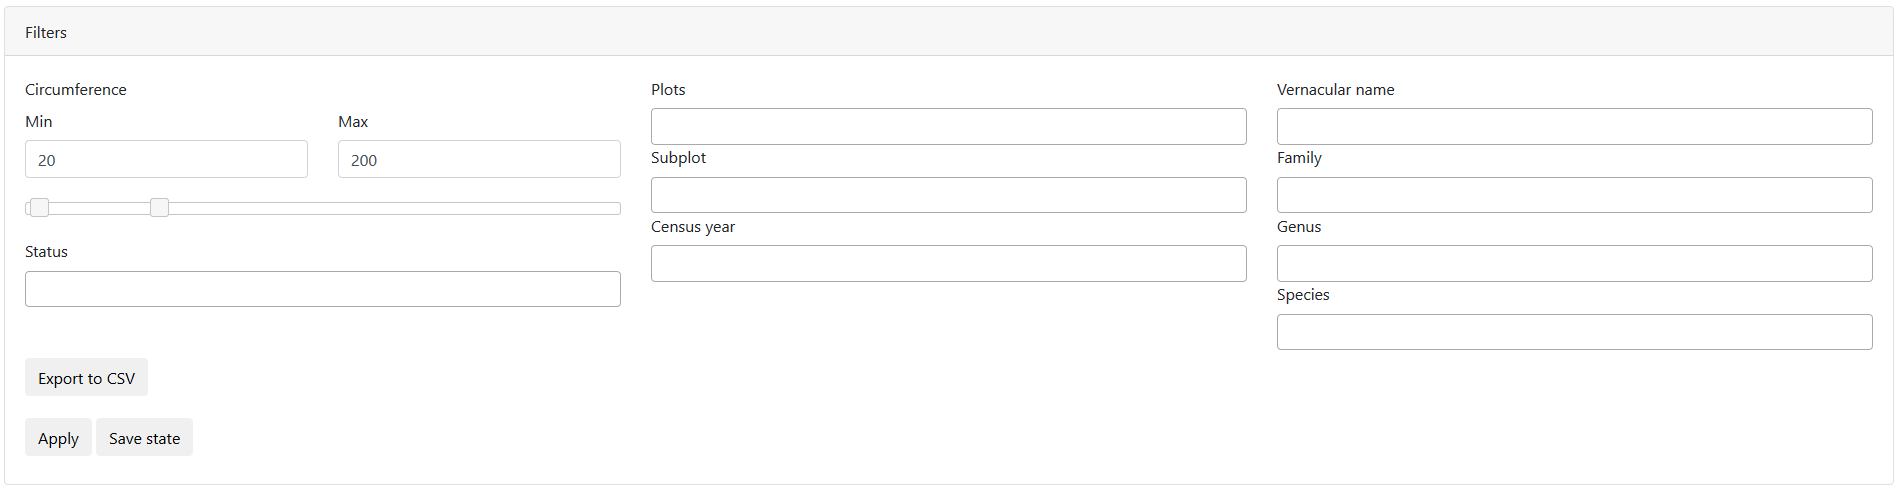 Filters
Circumference
Min
Max
20
200
Status
Plots
Subplot
Census year
Vernacular name
Family
Genus
Species
Export to CSV
Apply
Save state